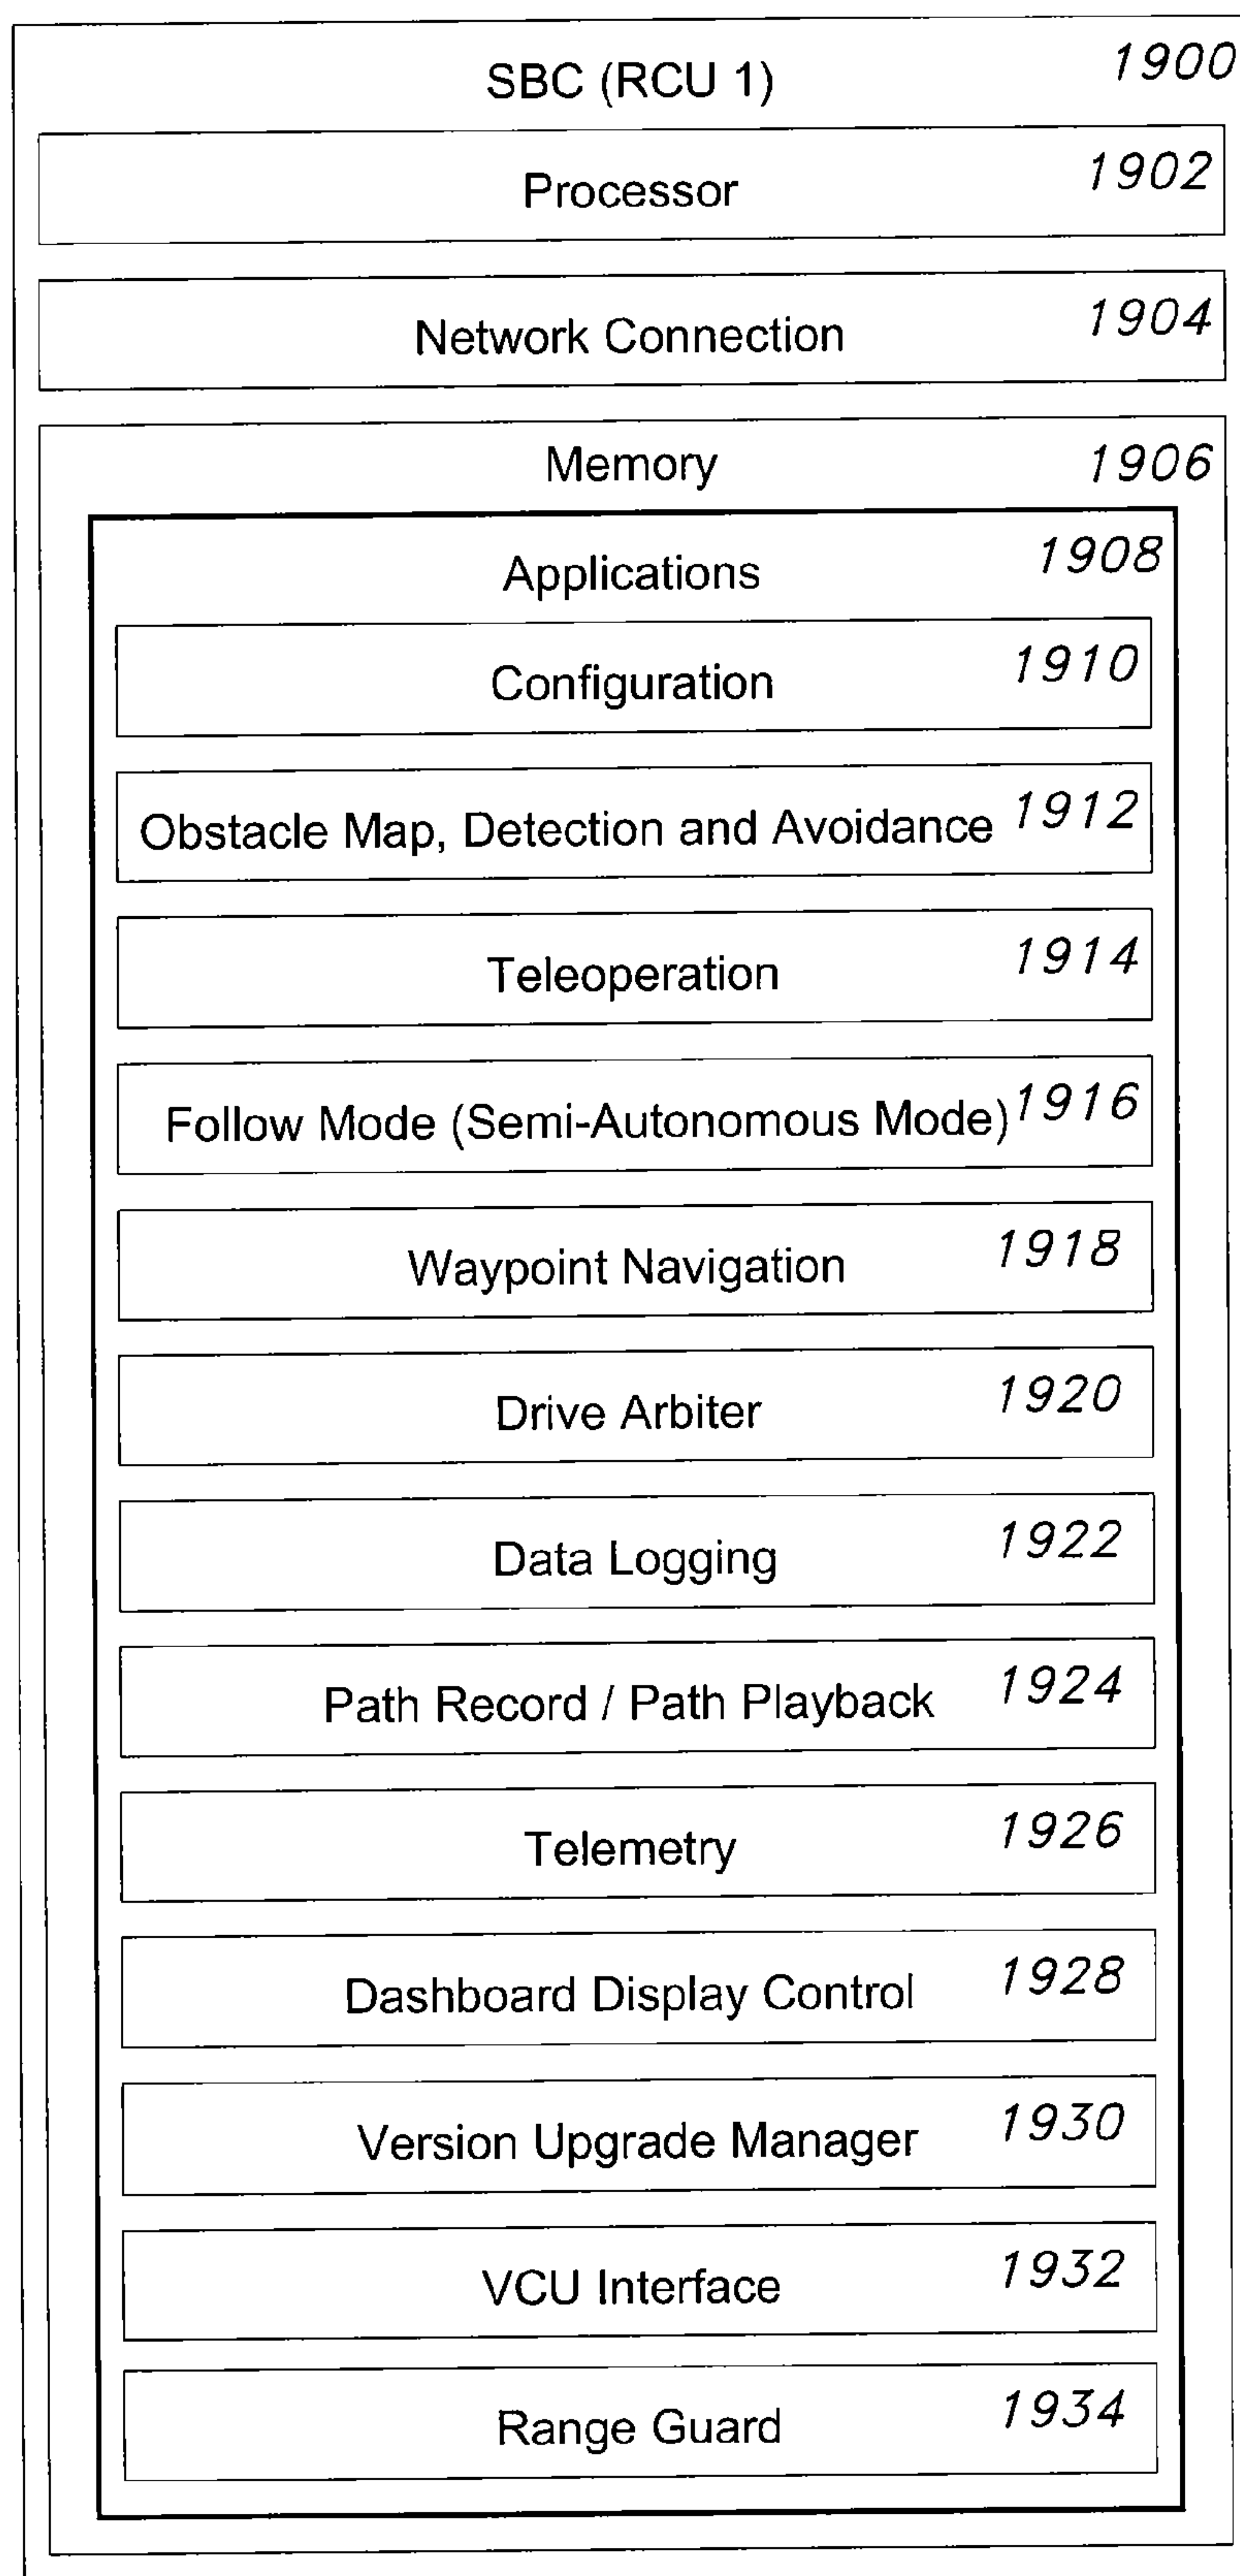 SBC (RCU 1) 1900
Processor 1902
Network Connection 1904
Memory 1906
Applications 1908
Configuration 1910
Obstacle Map, Detection and Avoidance 1912
Teleoperation 1914
Follow Mode (Semi-Autonomous Mode) 1916
Waypoint Navigation 1918
Drive Arbiter 1920
Data Logging 1922
Path Record / Path Playback 1924
Telemetry 1926
Dashboard Display Control 1928
Version Upgrade Manager 1930
VCU Interface 1932
Range Guard 1934